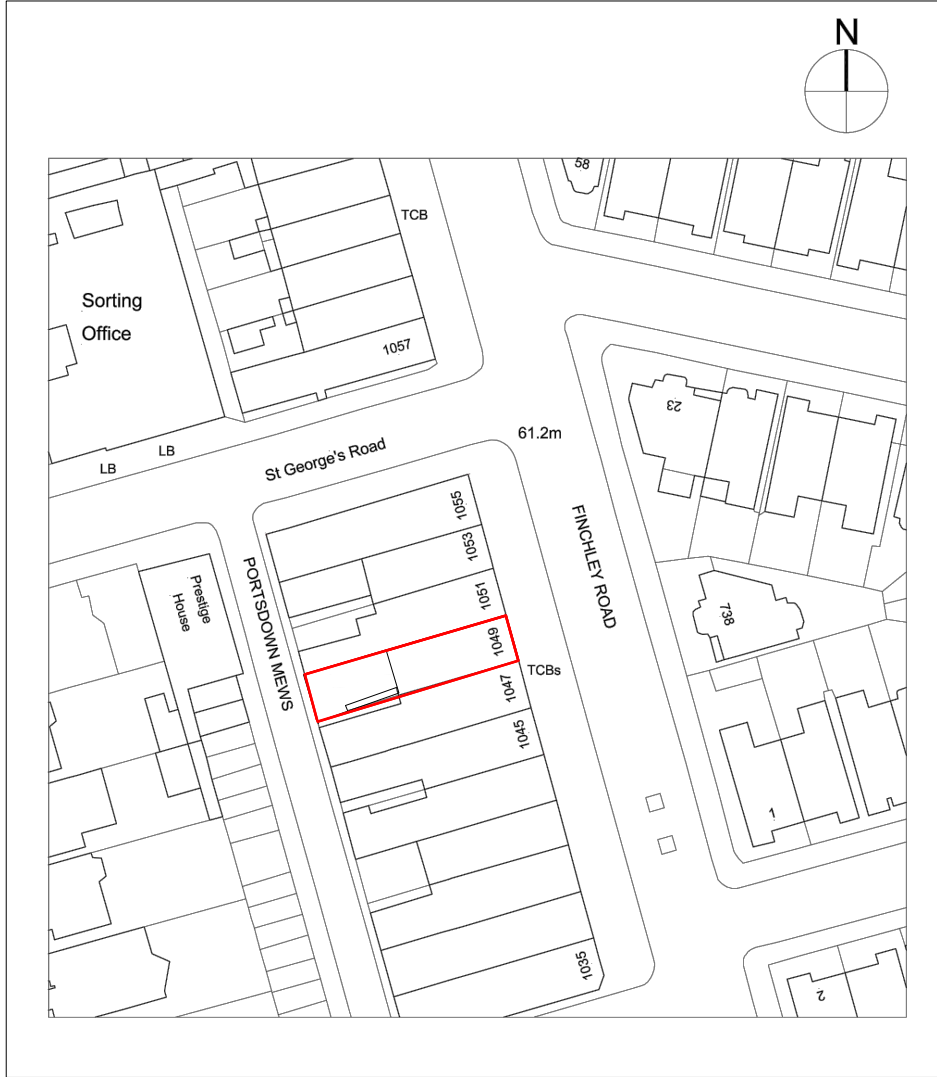 N
58
TCB
Sorting
Office
1057
23
61.2m
LB
LB
St George's Road
1055
1053
FINCHLEY ROAD
PORTSDOWN MEWS
Prestige
House
1051
738
1049
TCBs
1047
1045
1
1035
2